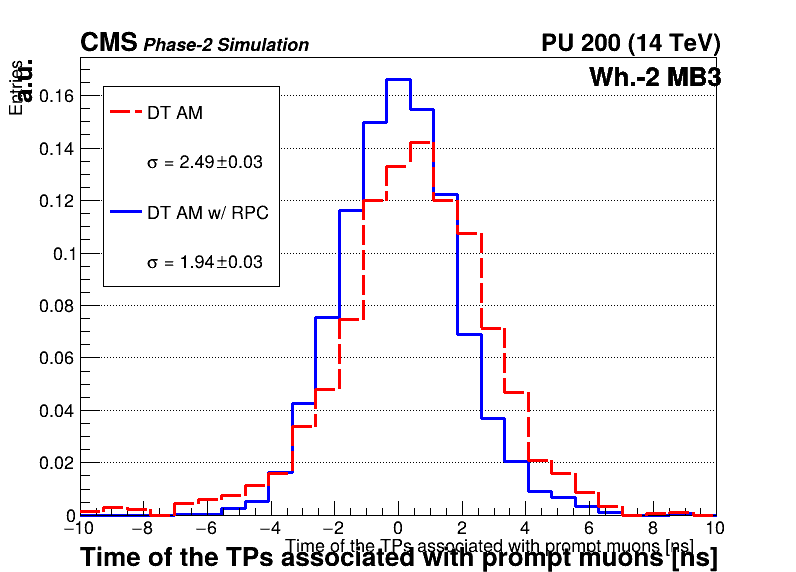 CMS Phase-2 Simulation PU 200 (14 TeV)
Wh.-2 MB3
Entries
a.u.
DT AM
σ = 2.49±0.03
DT AM w/ RPC
σ = 1.94±0.03
0.16
0.14
0.12
0.1
0.08
0.06
0.04
0.02
0
−10 −8 −6 −4 −2 0 2 4 6 8 10
Time of the TPs associated with prompt muons [ns]
Time of the TPs associated with prompt muons [ns]